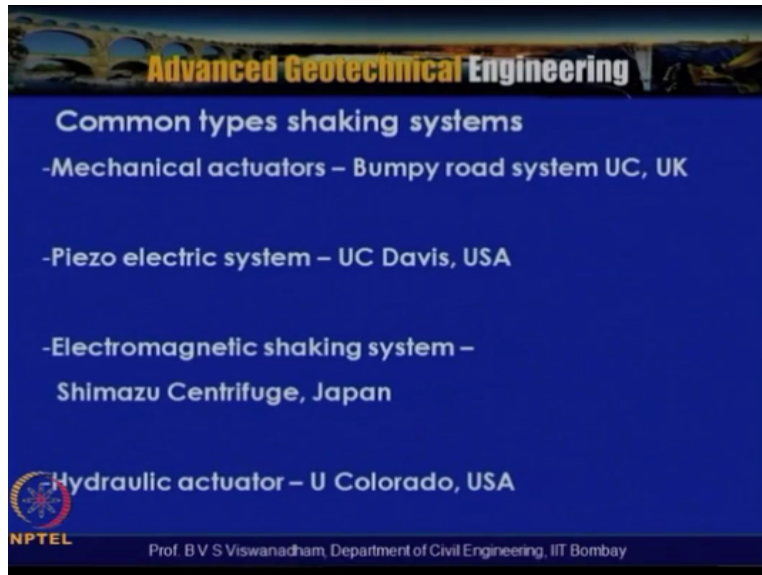 Advanced Geotechnical Engineering
Common types shaking systems
-Mechanical actuators – Bumpy road system UC, UK
-Piezo electric system – UC Davis, USA
-Electromagnetic shaking system –
Shimazu Centrifuge, Japan
-Hydraulic actuator – U Colorado, USA
NPTEL
Prof. B V S Viswanadham, Department of Civil Engineering, IIT Bombay